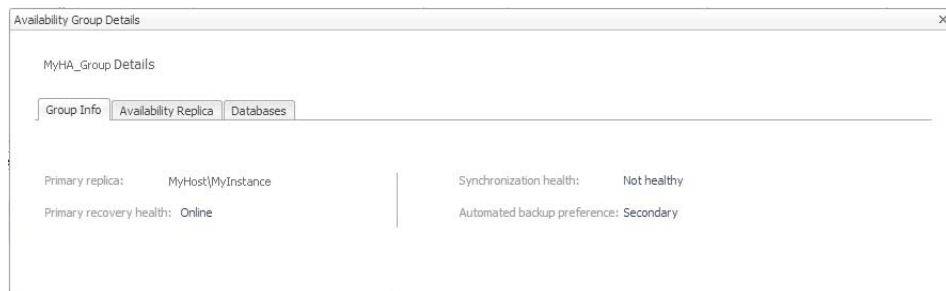 Availability Group Details
MyHA_Group Details
Group Info Availability Replica Databases
Primary replica: MyHost\MyInstance Synchronization health: Not healthy
Primary recovery health: Online Automated backup preference: Secondary